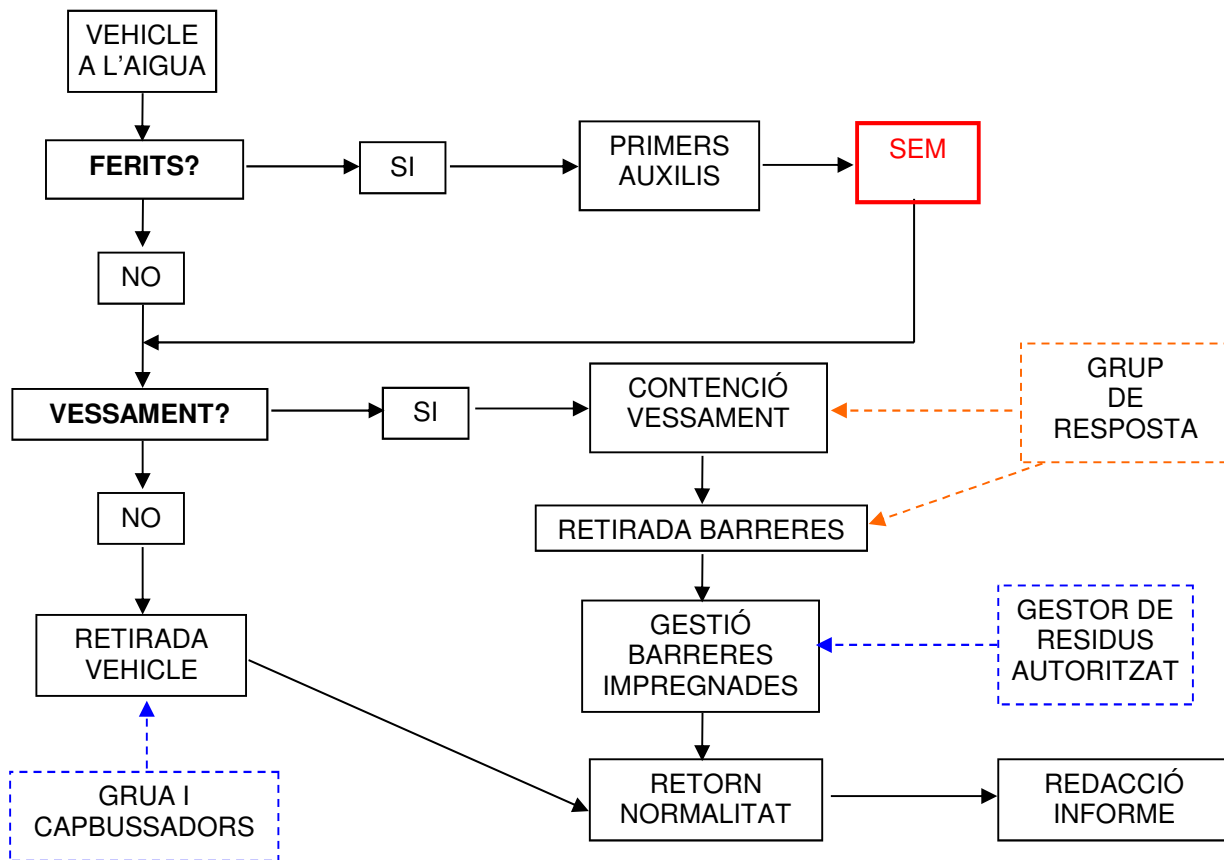 VEHICLE
A L'AIGUA
FERITS?
SI
PRIMERS
AUXILIS
SEM
NO
VESSAMENT?
SI
CONTENCIÓ
VESSAMENT
GRUP
DE
RESPOSTA
NO
RETIRADA BARRERES
RETIRADA
VEHICLE
GESTIÓ
BARRERES
IMPREGNADES
GESTOR DE
RESIDUS
AUTORITZAT
GRUA I
CAPBUSSADORS
RETORN
NORMALITAT
REDACCIÓ
INFORME